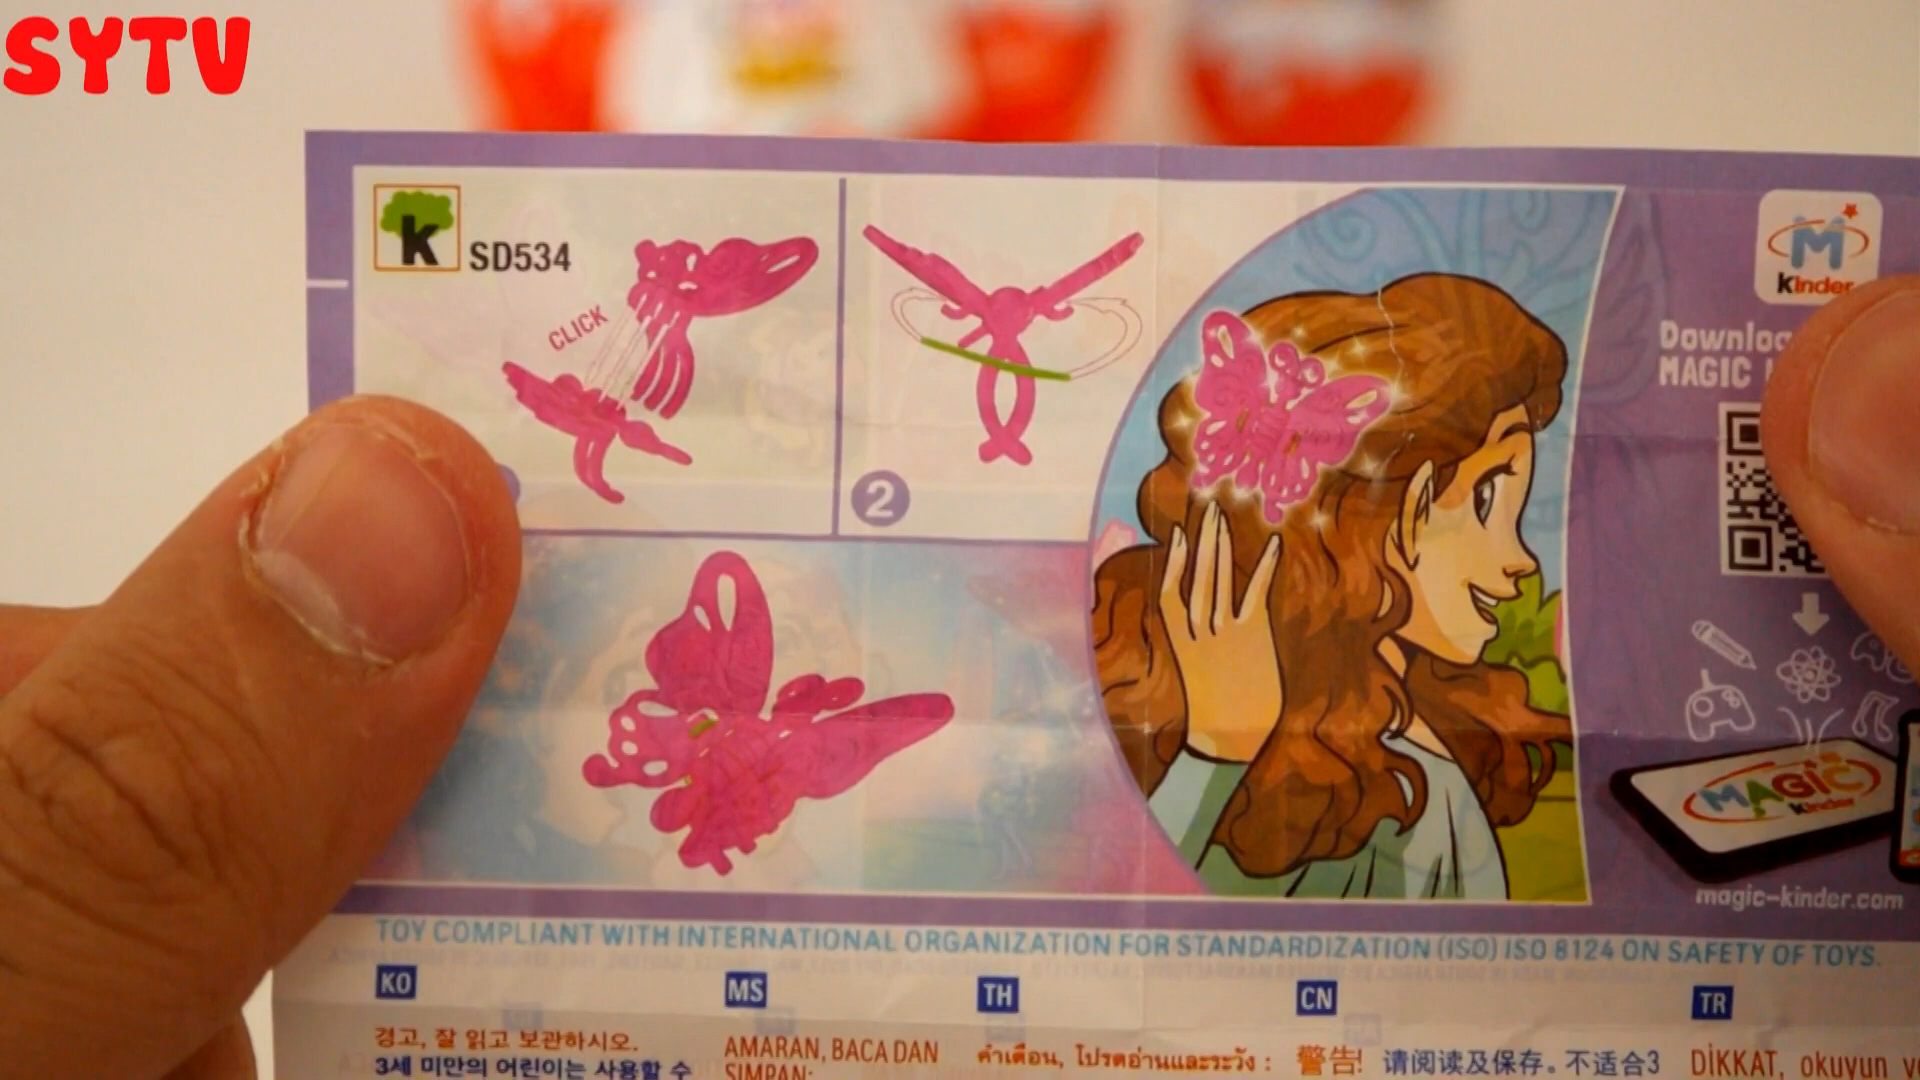 SYTV
k SD534
CLICK
2
M
kinder
MAGIC
MAGIC
kinder
magic-kinder.com
TOY COMPLIANT WITH INTERNATIONAL ORGANIZATION FOR STANDARDIZATION (ISO) ISO 8124 ON SAFETY OF TOYS.
KO
MS
TH
CN
TR
경고, 잘 읽고 보관하시오.
3세 미만의 어린이는 사용할 수
AMARAN, BACA DAN
SIMPAN:
คำเตือน, โปรดอ่านและระวัง :
警告! 请阅读及保存。不适合3
DİKKAT, okuyun